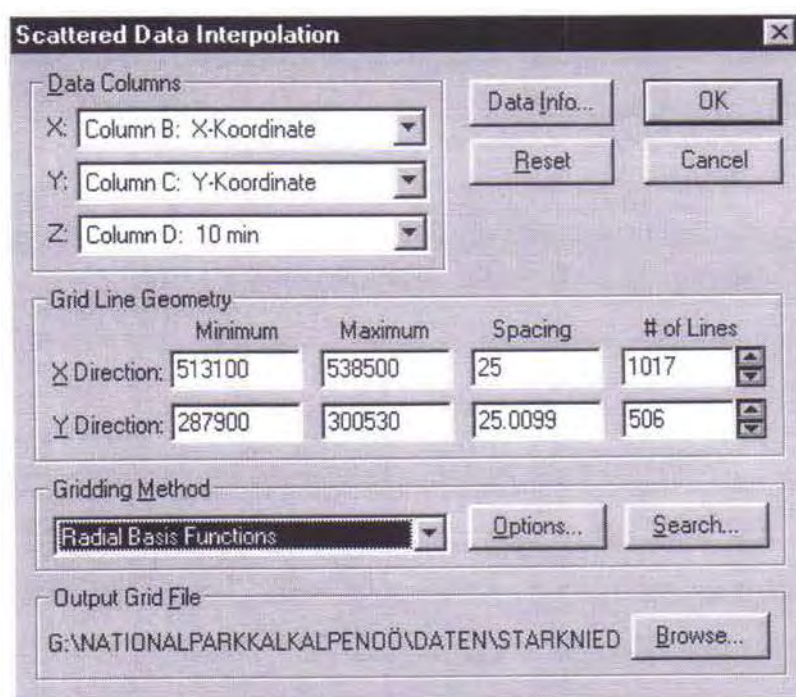 Scattered Data Interpolation
Data Columns
X: Column B: X-Koordinate
Y: Column C: Y-Koordinate
Z: Column D: 10 min
Data Info...
OK
Reset
Cancel
Grid Line Geometry
Minimum Maximum Spacing # of Lines
X Direction: 513100 538500 25 1017
Y Direction: 287900 300530 25.0099 506
Gridding Method
Radial Basis Functions
Options...
Search...
Output Grid File
G:\NATIONALPARKKALKALPENOÖ\DATEN\STARKNIED
Browse...